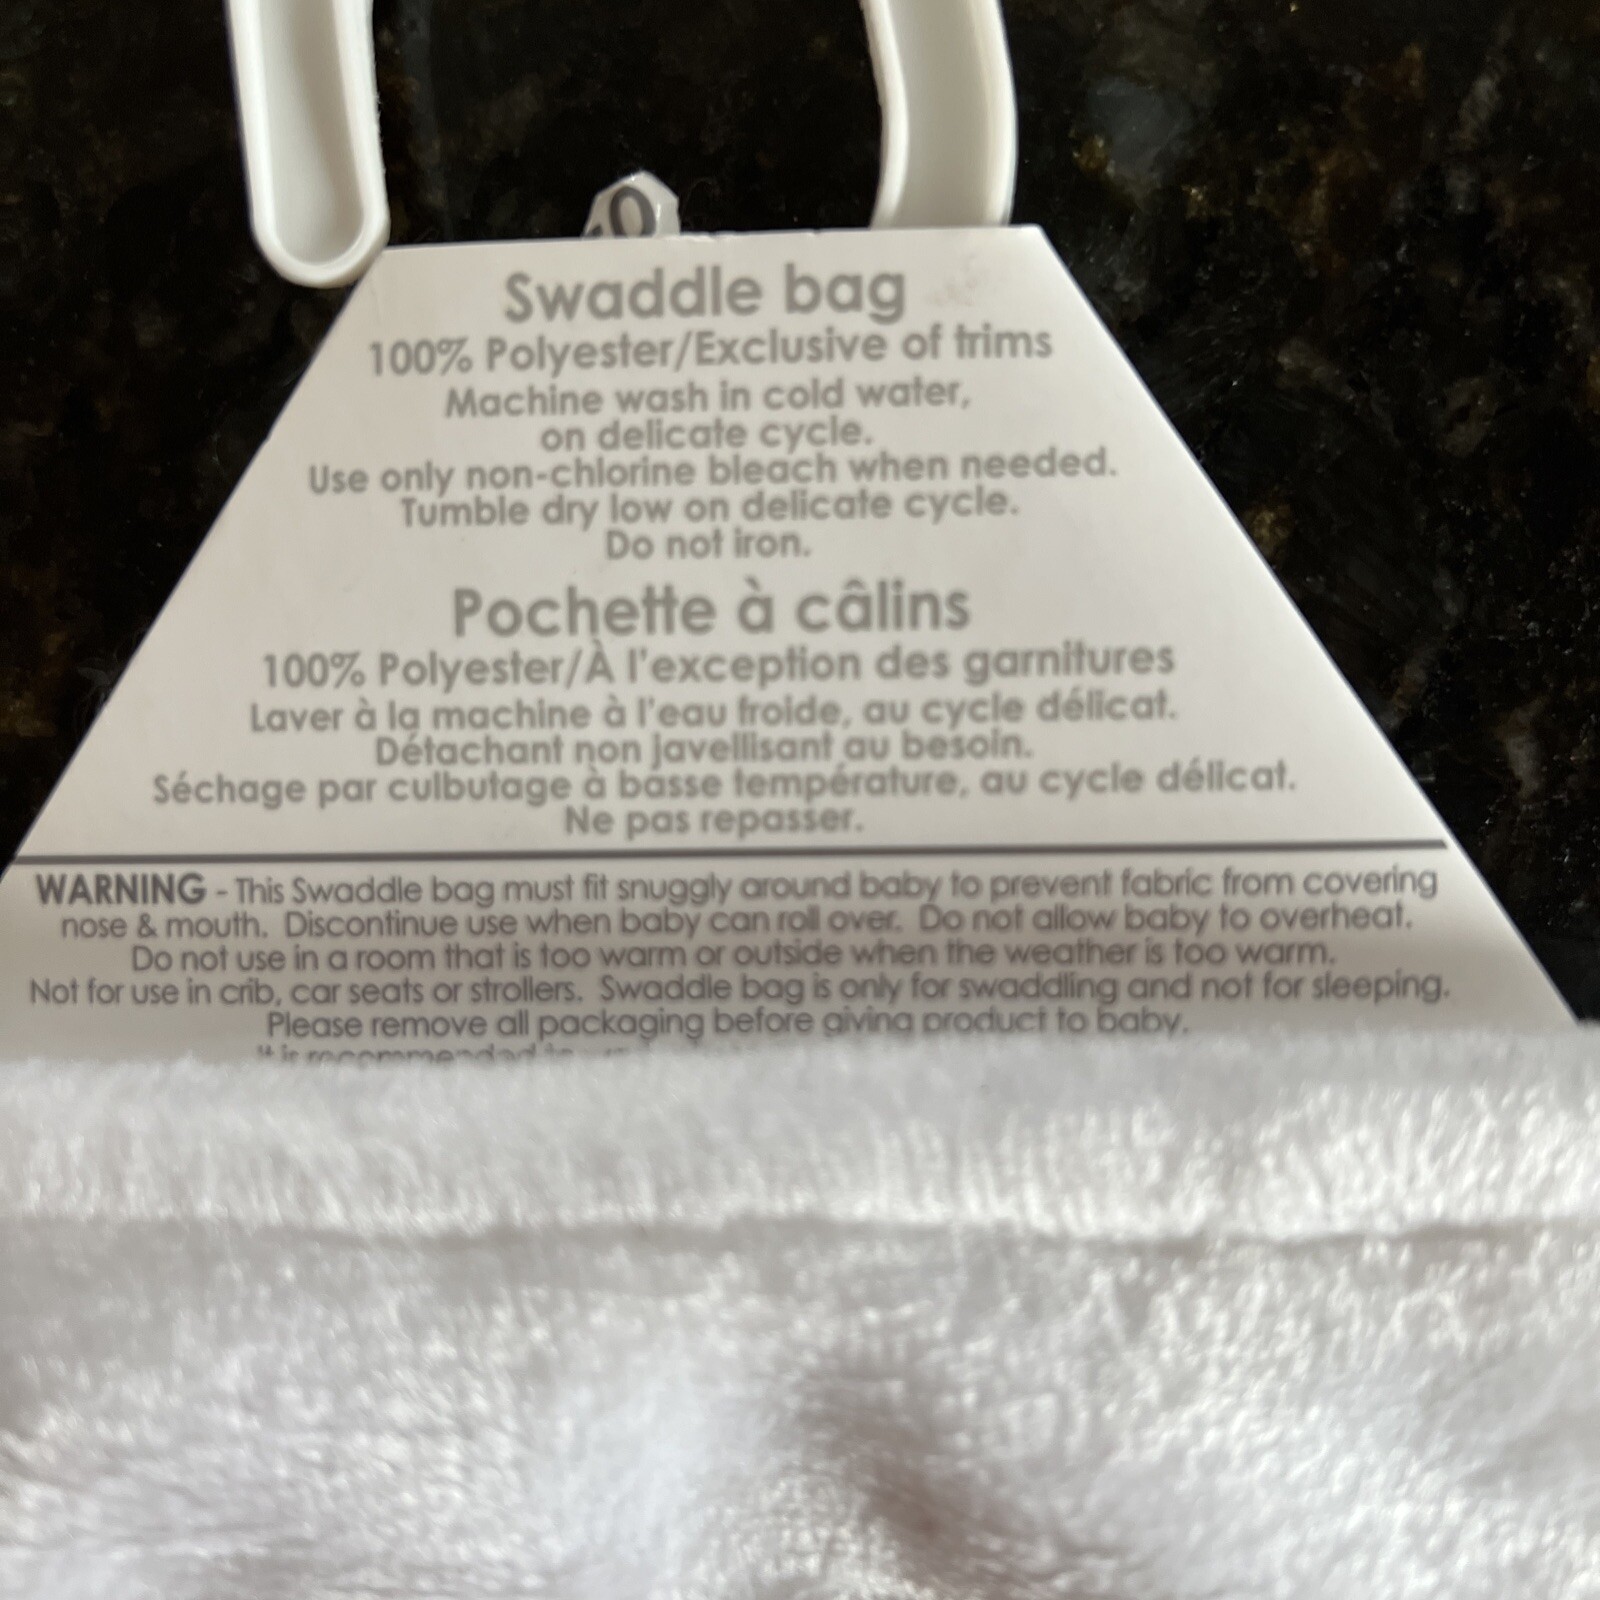 Swaddle bag
100% Polyester/Exclusive of trims
Machine wash in cold water,
on delicate cycle.
Use only non-chlorine bleach when needed.
Tumble dry low on delicate cycle.
Do not iron.
Pochette à câlins
100% Polyester/À l'exception des garnitures
Laver à la machine à l'eau froide, au cycle délicat.
Détachant non javellisant au besoin.
Séchage par culbutage à basse température, au cycle délicat.
Ne pas repasser.
WARNING - This Swaddle bag must fit snuggly around baby to prevent fabric from covering
nose & mouth. Discontinue use when baby can roll over. Do not allow baby to overheat.
Do not use in a room that is too warm or outside when the weather is too warm.
Not for use in crib, car seats or strollers. Swaddle bag is only for swaddling and not for sleeping.
Please remove all packaging before giving product to baby.
It is recommended to